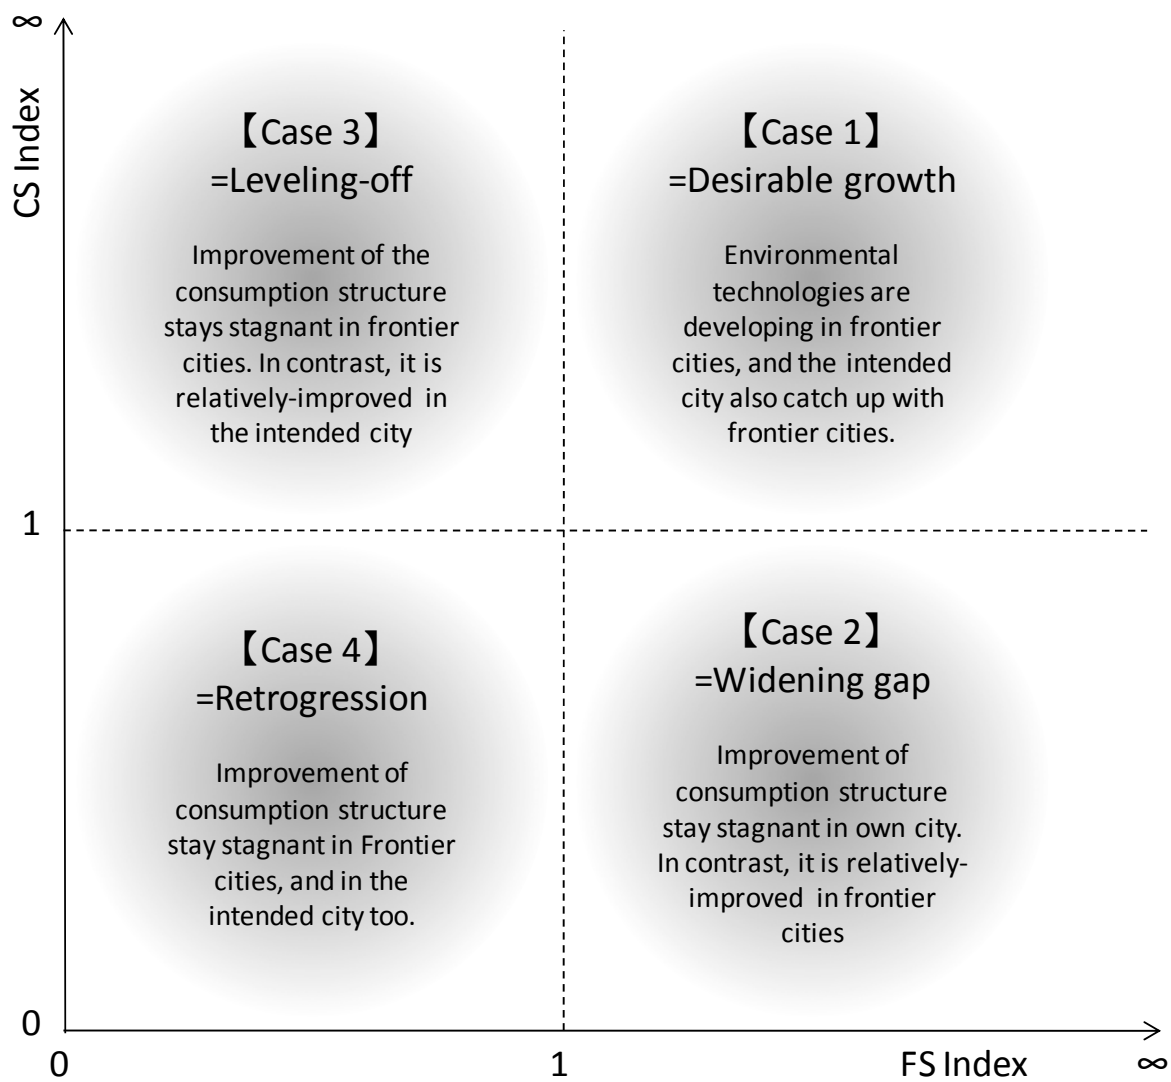 ∞
CS Index
【Case 3】
=Leveling-off
Improvement of the
consumption structure
stays stagnant in frontier
cities. In contrast, it is
relatively-improved in
the intended city
【Case 1】
=Desirable growth
Environmental
technologies are
developing in frontier
cities, and the intended
city also catch up with
frontier cities.
1
【Case 4】
=Retrogression
Improvement of
consumption structure
stay stagnant in Frontier
cities, and in the
intended city too.
【Case 2】
=Widening gap
Improvement of
consumption structure
stay stagnant in own city.
In contrast, it is relatively-
improved in frontier
cities
0
0
1
FS Index
∞